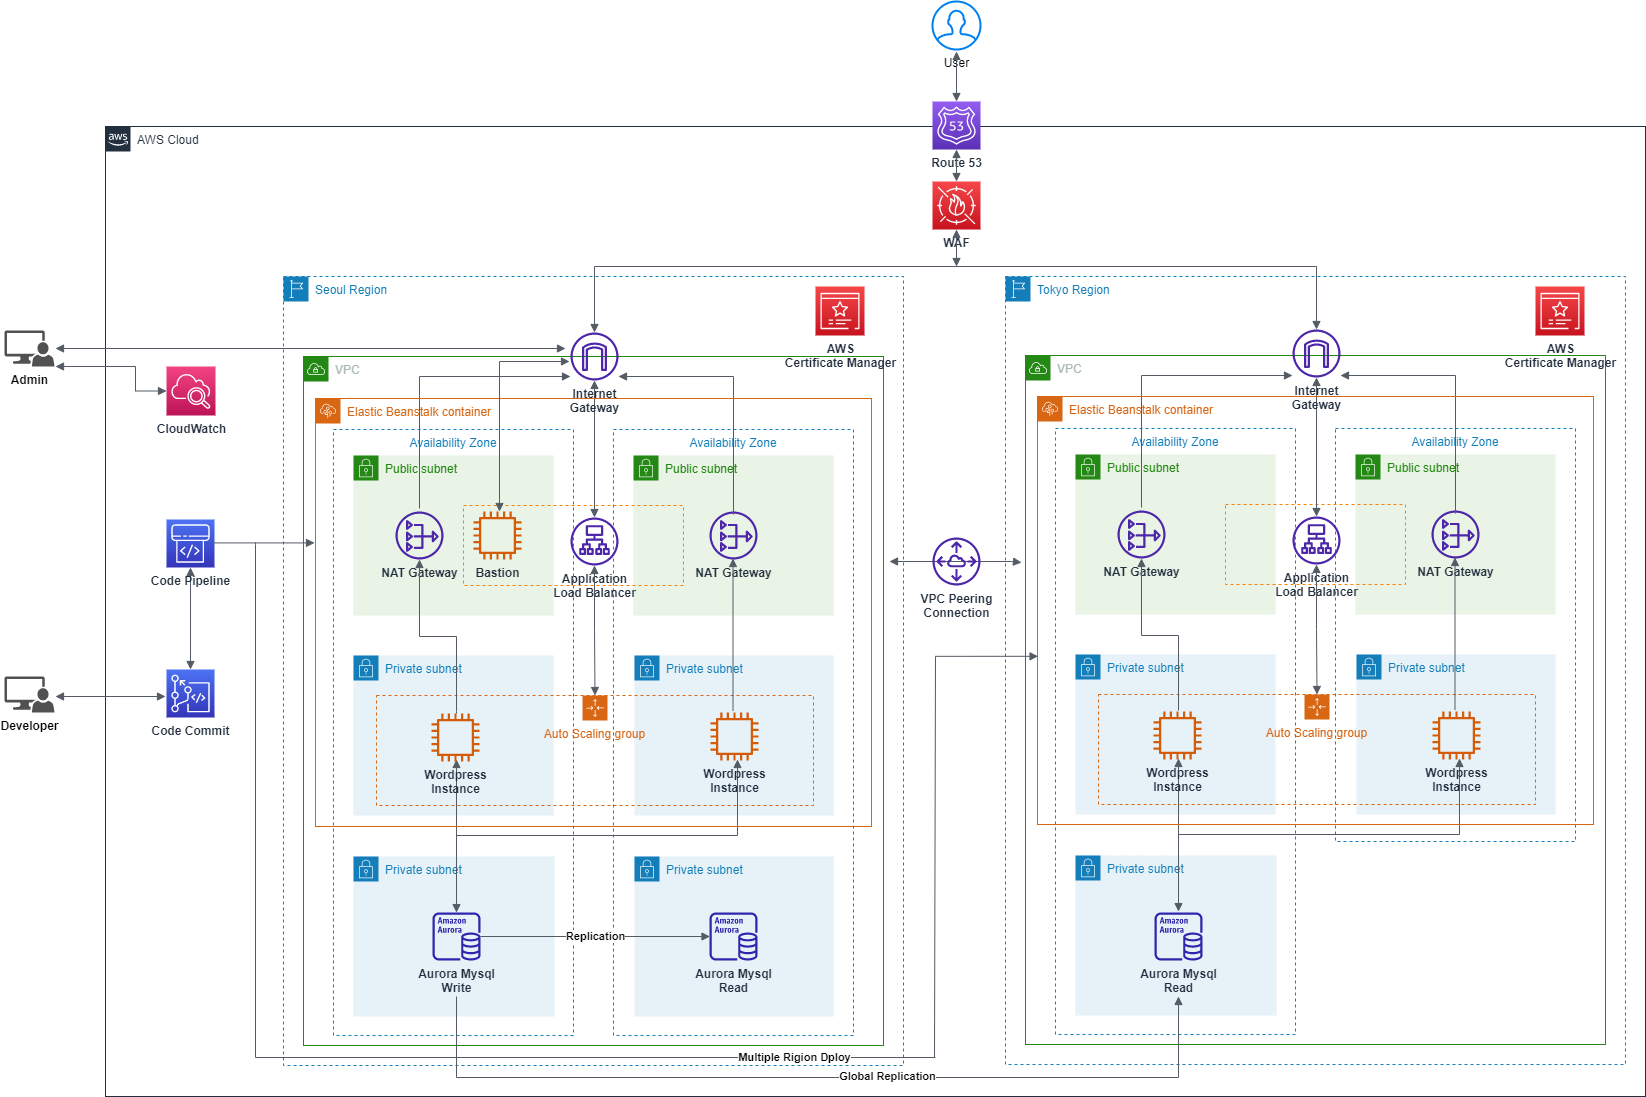 User
53
Route 53
aws
AWS Cloud
WAF
Seoul Region
AWS
Certificate Manager
Tokyo Region
AWS
Certificate Manager
Admin
CloudWatch
VPC
Internet
Gateway
Elastic Beanstalk container
Availability Zone
Availability Zone
Public subnet
Public subnet
NAT Gateway
Bastion
Application
Load Balancer
NAT Gateway
VPC
Internet
Gateway
Elastic Beanstalk container
Availability Zone
Availability Zone
Public subnet
Public subnet
NAT Gateway
Application
Load Balancer
NAT Gateway
Code Pipeline
VPC Peering
Connection
Developer
Code Commit
Private subnet
Private subnet
Auto Scaling group
Wordpress
Instance
Wordpress
Instance
Private subnet
Private subnet
Auto Scaling group
Wordpress
Instance
Wordpress
Instance
Private subnet
Private subnet
Amazon
Aurora
Aurora Mysql
Write
Replication
Amazon
Aurora
Aurora Mysql
Read
Private subnet
Amazon
Aurora
Aurora Mysql
Read
Multiple Rigion Dploy
Global Replication